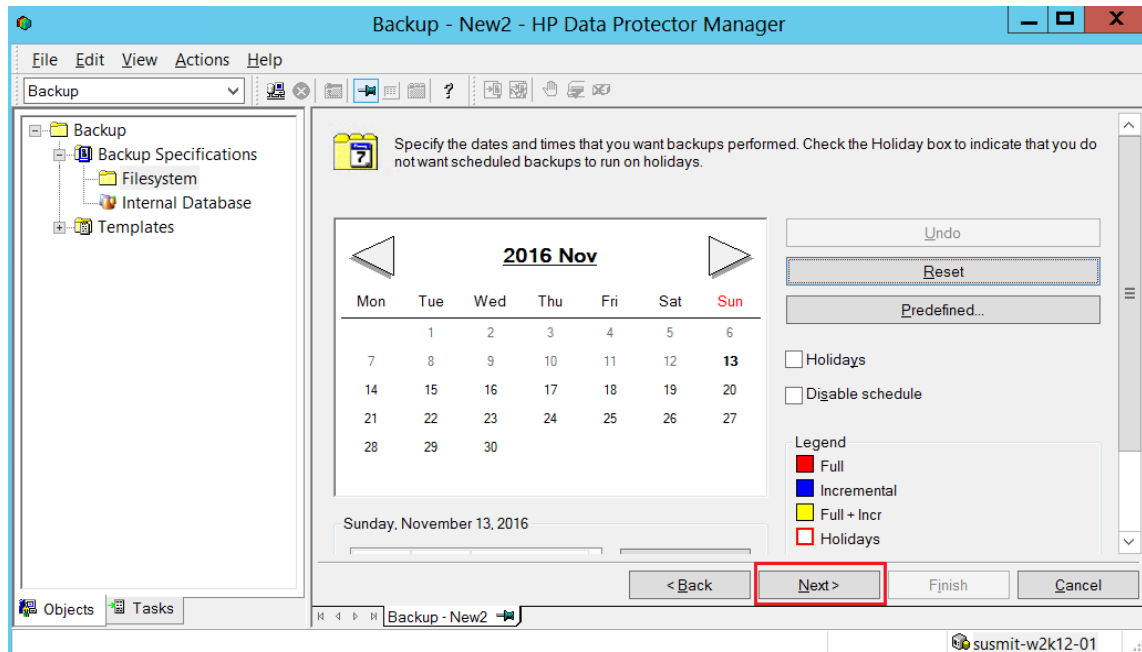 Backup - New2 - HP Data Protector Manager
File Edit View Actions Help
Backup
Backup
Backup Specifications
Filesystem
Internal Database
Templates
Specify the dates and times that you want backups performed. Check the Holiday box to indicate that you do
not want scheduled backups to run on holidays.
2016 Nov
Mon Tue Wed Thu Fri Sat Sun
1 2 3 4 5 6
7 8 9 10 11 12 13
14 15 16 17 18 19 20
21 22 23 24 25 26 27
28 29 30
Undo
Reset
Predefined...
Holidays
Disable schedule
Legend
Full
Incremental
Full + Incr
Holidays
Sunday, November 13, 2016
< Back Next > Finish Cancel
Objects Tasks
Backup - New2
susmit-w2k12-01